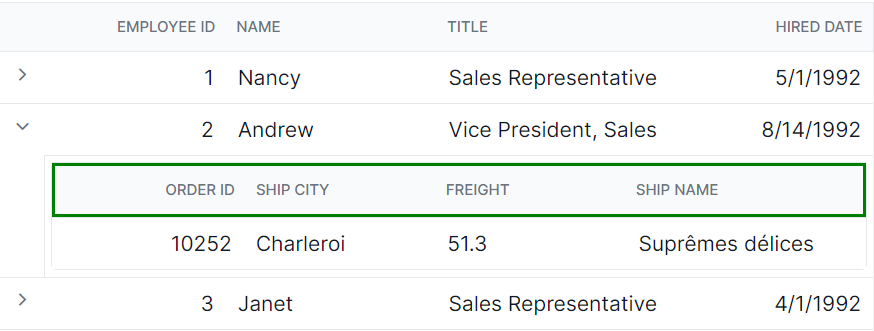 EMPLOYEE ID NAME TITLE HIRED DATE
1 Nancy Sales Representative 5/1/1992
2 Andrew Vice President, Sales 8/14/1992
ORDER ID SHIP CITY FREIGHT SHIP NAME
10252 Charleroi 51.3 Suprêmes délices
3 Janet Sales Representative 4/1/1992